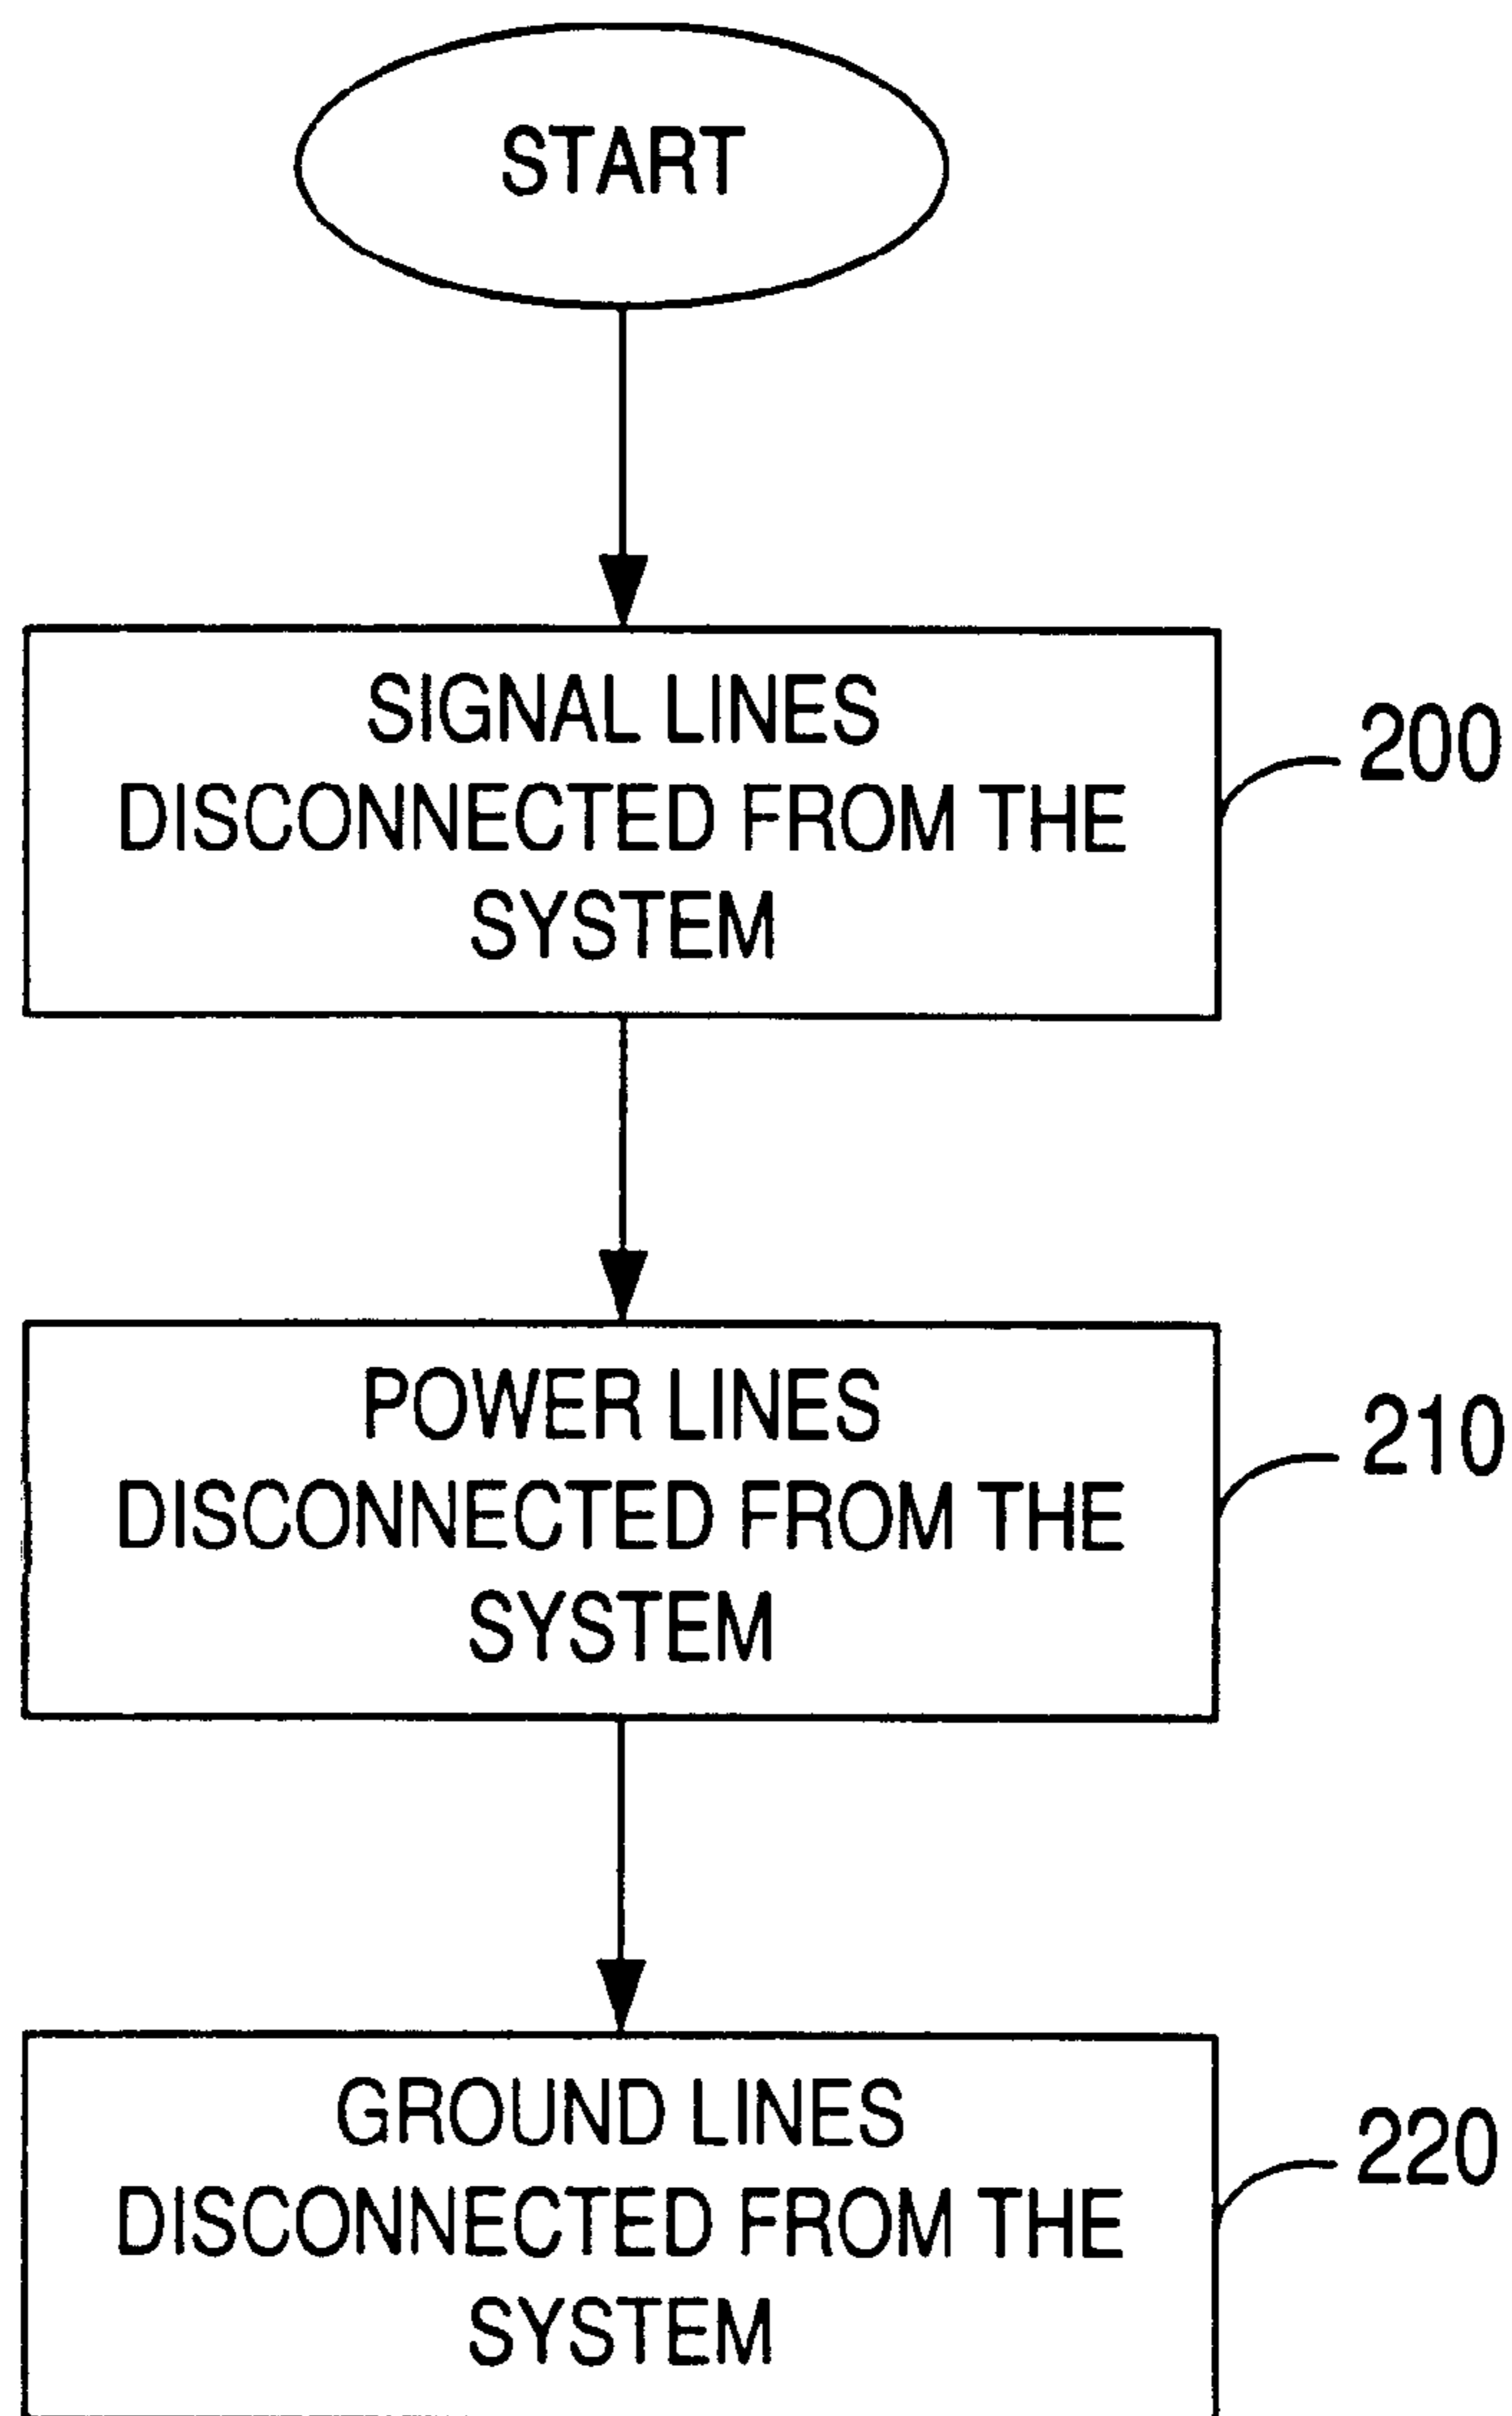 START
SIGNAL LINES
DISCONNECTED FROM THE
SYSTEM
200
POWER LINES
DISCONNECTED FROM THE
SYSTEM
210
GROUND LINES
DISCONNECTED FROM THE
SYSTEM
220